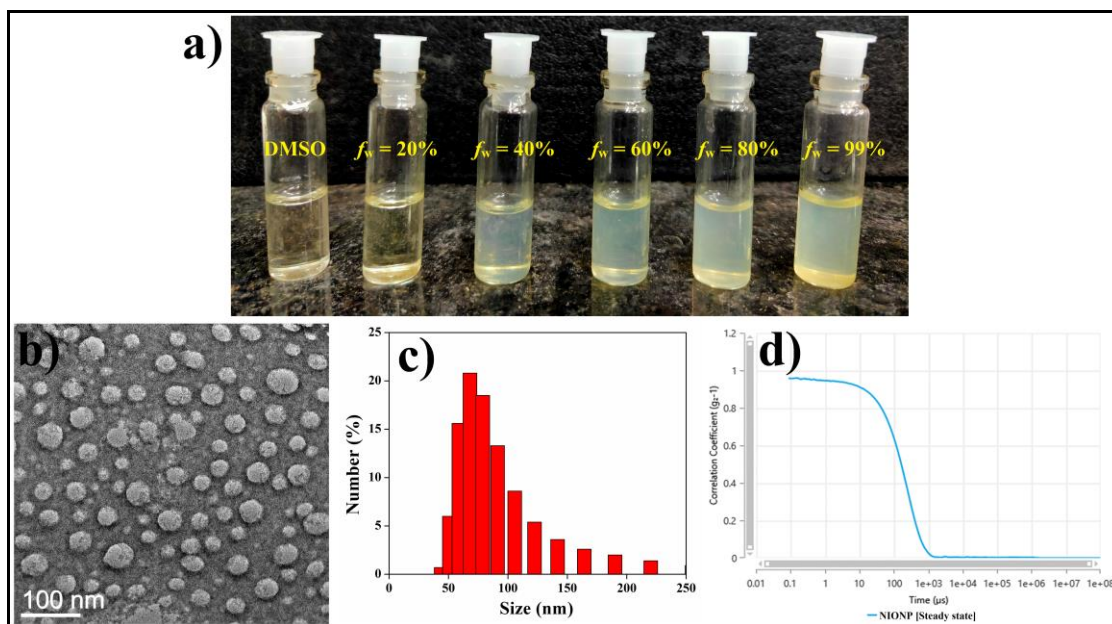 a)
DMSO
fw = 20%
fw = 40%
fw = 60%
fw = 80%
fw = 99%
b)
100 nm
c)
25
20
15
10
5
0
Number (%)
0 50 100 150 200 250
Size (nm)
d)
1.2
1
0.8
0.6
0.4
0.2
0
Correlation Coefficient (g₂-1)
0.01 0.1 1 10 100 1e+03 1e+04 1e+05 1e+06 1e+07 1e+8
Time (µs)
NIONP [Steady state]